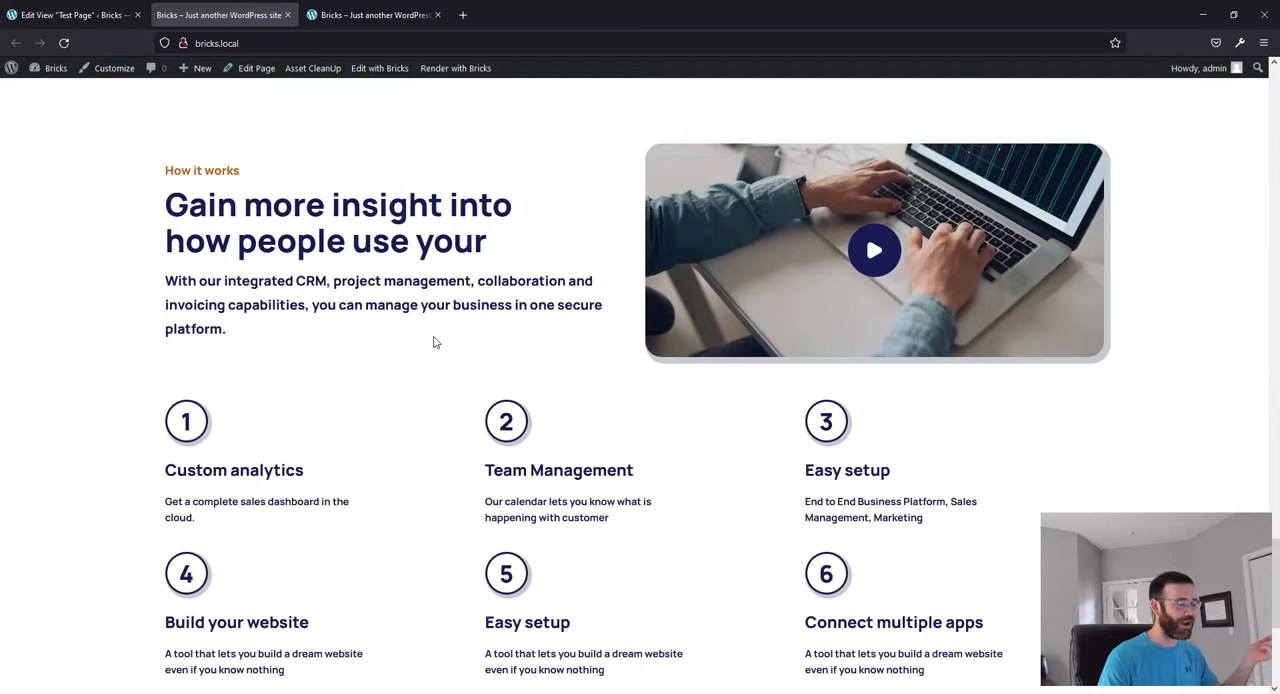 Edit View "Test Page" ‹ Bricks —
Bricks – Just another WordPress site
Bricks – Just another WordPress
bricks.local
Bricks
Customize
0
New
Edit Page
Asset CleanUp
Edit with Bricks
Render with Bricks
Howdy, admin
How it works
Gain more insight into
how people use your
With our integrated CRM, project management, collaboration and
invoicing capabilities, you can manage your business in one secure
platform.
1
2
3
Custom analytics
Team Management
Easy setup
Get a complete sales dashboard in the
cloud.
Our calendar lets you know what is
happening with customer
End to End Business Platform, Sales
Management, Marketing
4
5
6
Build your website
Easy setup
Connect multiple apps
A tool that lets you build a dream website
even if you know nothing
A tool that lets you build a dream website
even if you know nothing
A tool that lets you build a dream website
even if you know nothing